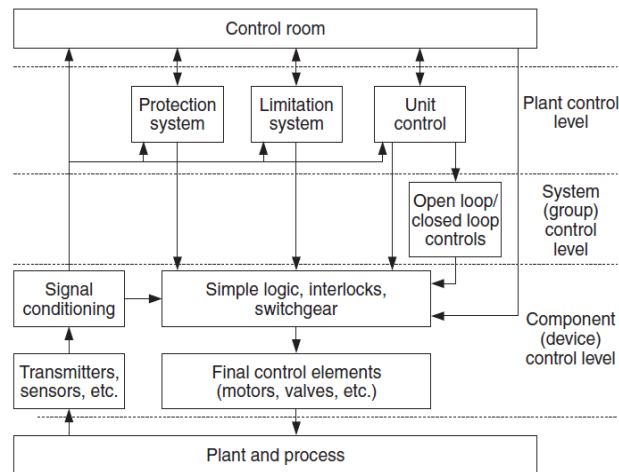 Control room
Protection
system
Limitation
system
Unit
control
Plant control
level
Open loop/
closed loop
controls
System
(group)
control
level
Signal
conditioning
Simple logic, interlocks,
switchgear
Component
(device)
control level
Transmitters,
sensors, etc.
Final control elements
(motors, valves, etc.)
Plant and process